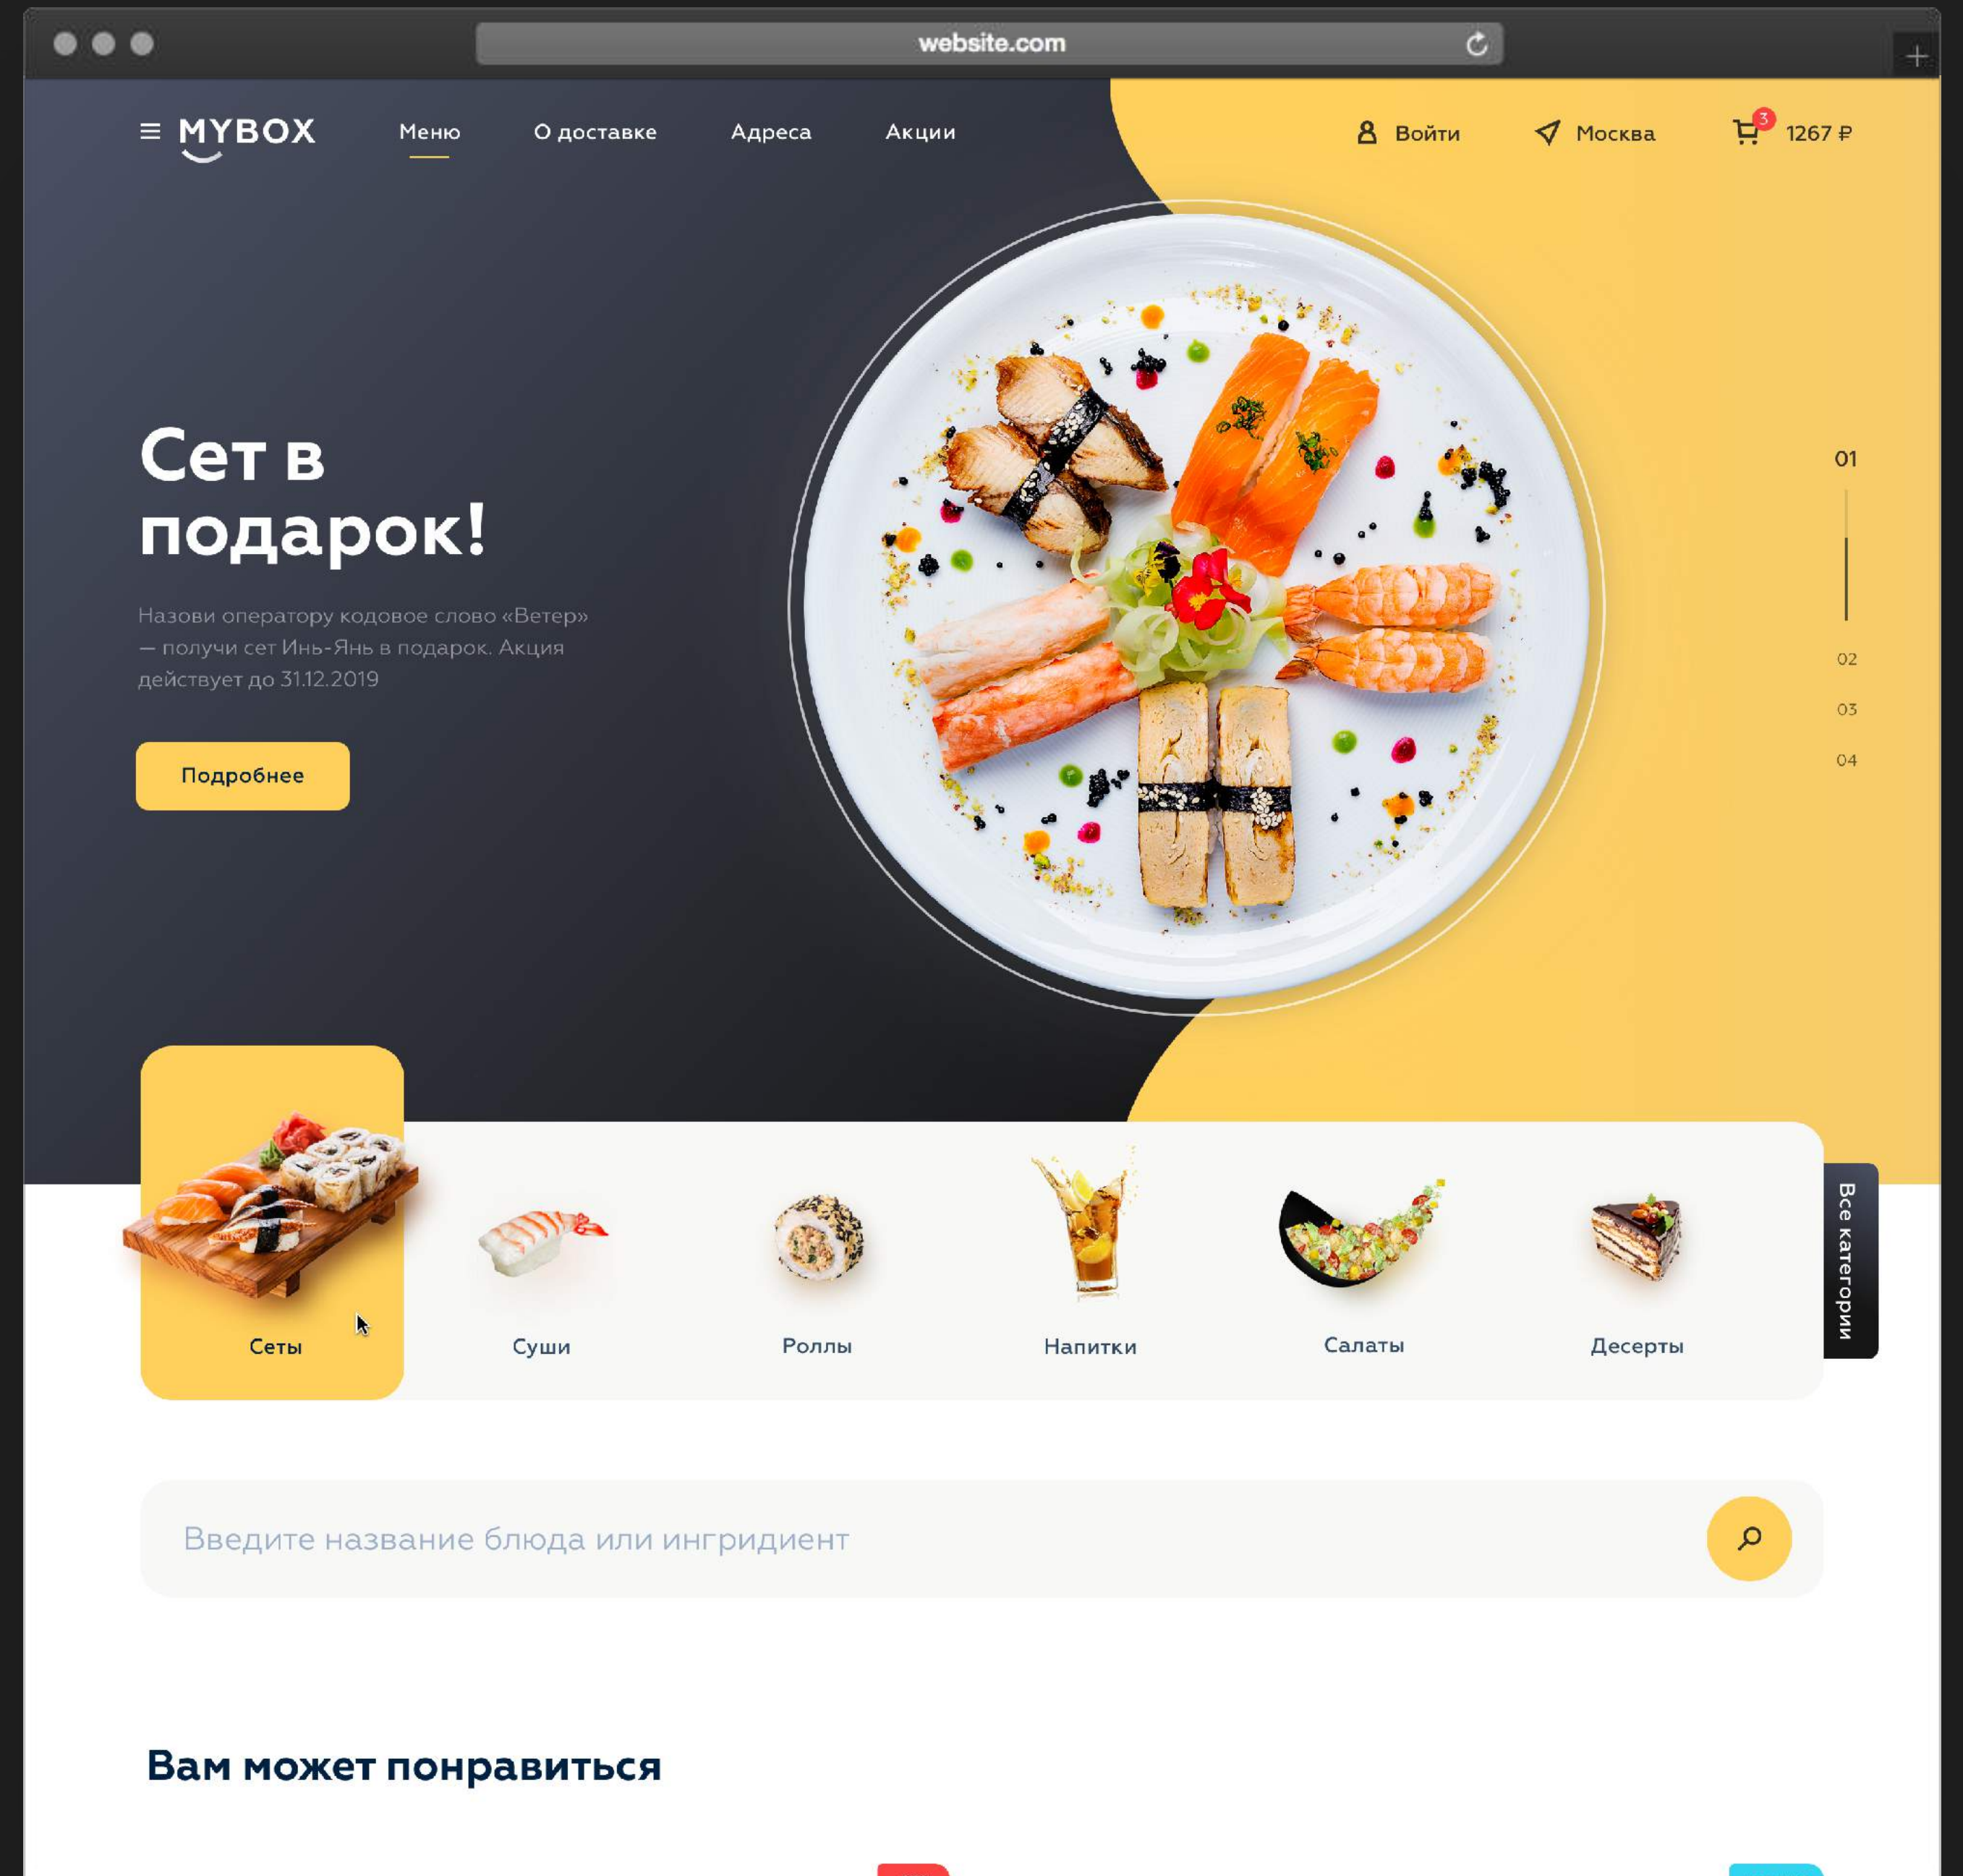 website.com
MYBOX
Меню
О доставке
Адреса
Акции
Войти
Москва
3
1267 ₽
Сет в
подарок!
Назови оператору кодовое слово «Ветер»
— получи сет Инь-Янь в подарок. Акция
действует до 31.12.2019
Подробнее
01
02
03
04
Сеты
Суши
Роллы
Напитки
Салаты
Десерты
Все категории
Введите название блюда или ингридиент
Вам может понравиться